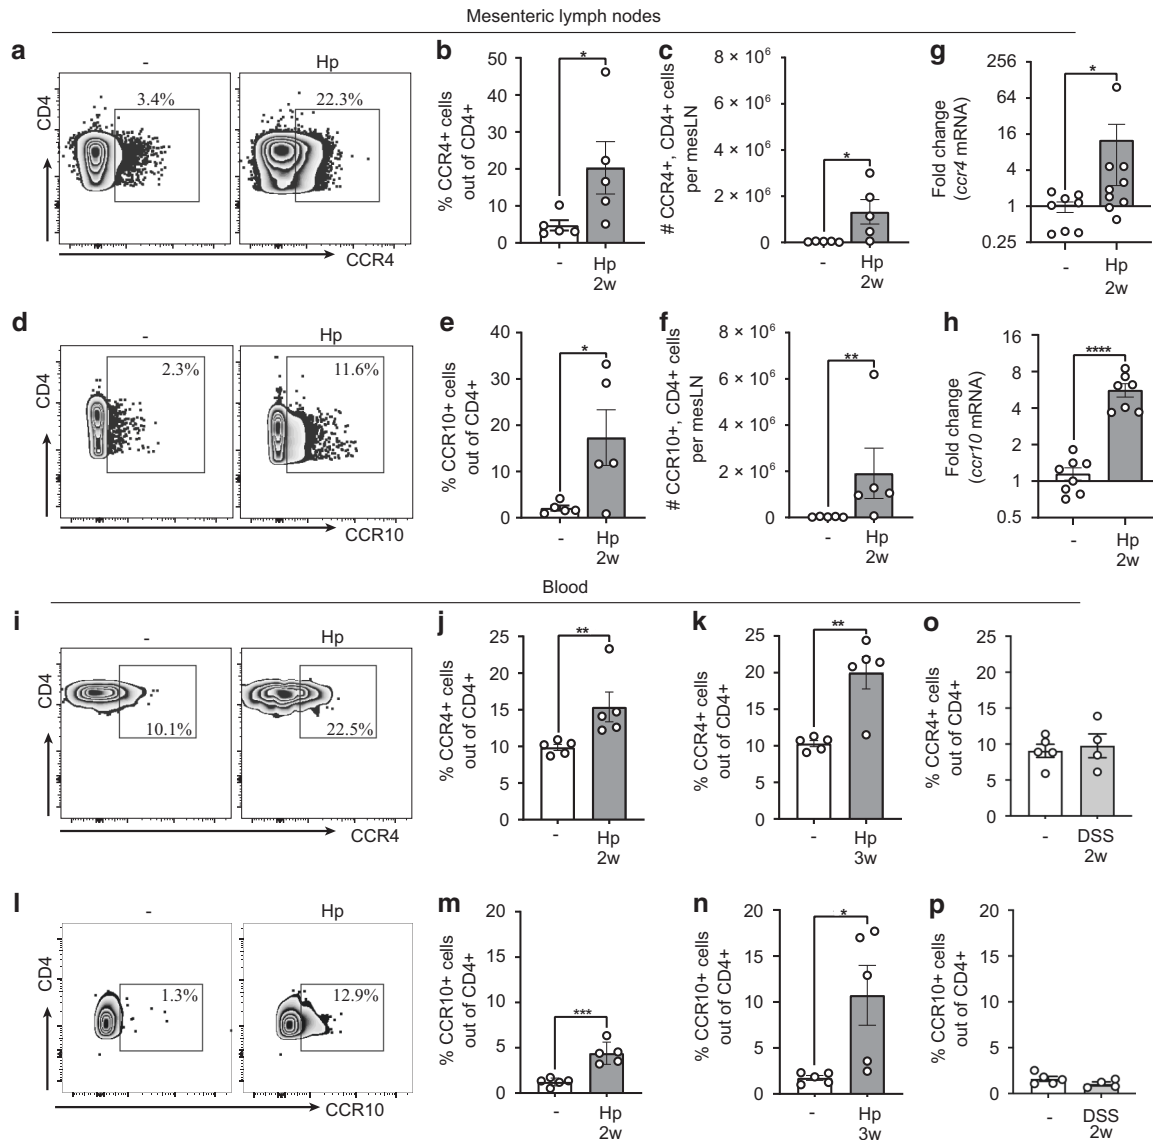 Mesenteric lymph nodes
a
-
Hp
CD4
3.4%
22.3%
CCR4
b
% CCR4+ cells
out of CD4+
50
40
30
20
10
0
*
-
Hp
2w
c
# CCR4+, CD4+ cells
per mesLN
8 × 10⁶
6 × 10⁶
4 × 10⁶
2 × 10⁶
0
*
-
Hp
2w
g
Fold change
(ccr4 mRNA)
256
64
16
4
1
0.25
*
-
Hp
2w
d
-
Hp
CD4
2.3%
11.6%
CCR10
e
% CCR10+ cells
out of CD4+
40
30
20
10
0
*
-
Hp
2w
f
# CCR10+, CD4+ cells
per mesLN
8 × 10⁶
6 × 10⁶
4 × 10⁶
2 × 10⁶
0
**
-
Hp
2w
h
Fold change
(ccr10 mRNA)
16
8
4
2
1
0.5
****
-
Hp
2w
Blood
i
-
Hp
CD4
10.1%
22.5%
CCR4
j
% CCR4+ cells
out of CD4+
25
20
15
10
5
0
**
-
Hp
2w
k
% CCR4+ cells
out of CD4+
25
20
15
10
5
0
**
-
Hp
3w
o
% CCR4+ cells
out of CD4+
25
20
15
10
5
0
-
DSS
2w
l
-
Hp
CD4
1.3%
12.9%
CCR10
m
% CCR10+ cells
out of CD4+
20
15
10
5
0
***
-
Hp
2w
n
% CCR10+ cells
out of CD4+
20
15
10
5
0
*
-
Hp
3w
p
% CCR10+ cells
out of CD4+
20
15
10
5
0
-
DSS
2w